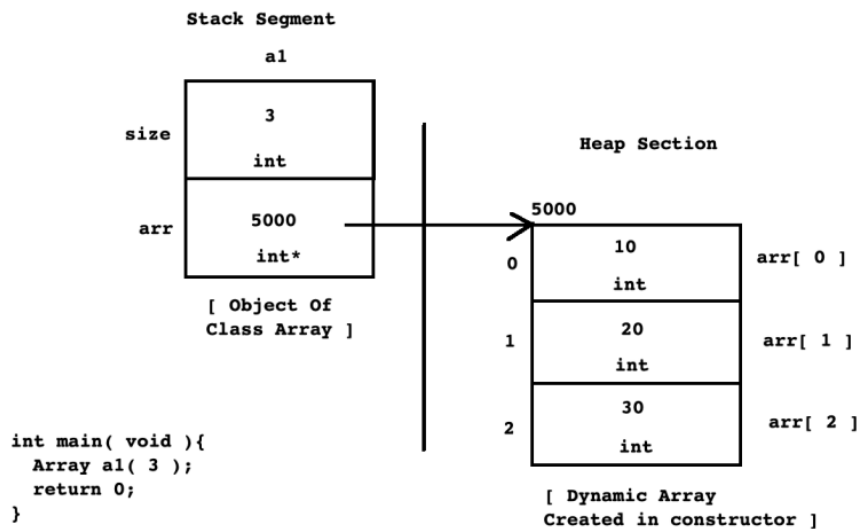 Stack Segment
a1
size
3
int
arr
5000
int*
[ Object Of
Class Array ]
Heap Section
5000
0
10
int
arr[ 0 ]
1
20
int
arr[ 1 ]
2
30
int
arr[ 2 ]
[ Dynamic Array
Created in constructor ]
int main( void ){
Array a1( 3 );
return 0;
}